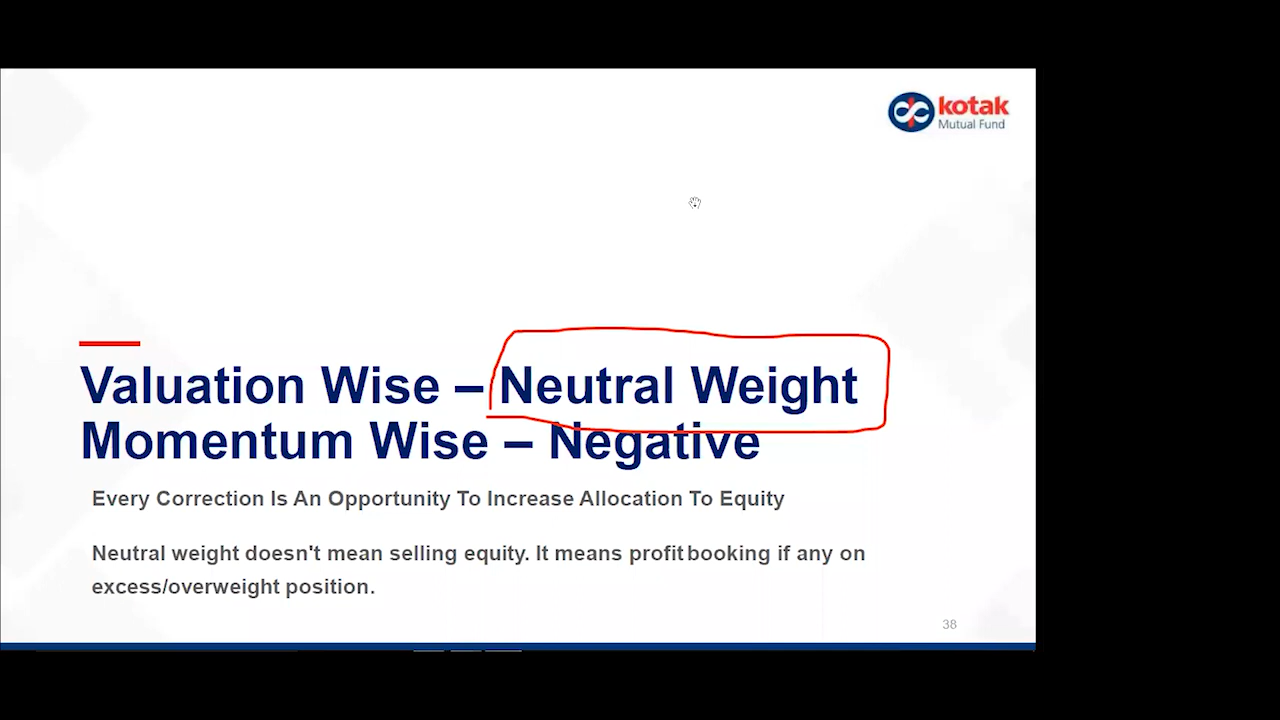 kotak
Mutual Fund
Valuation Wise – Neutral Weight
Momentum Wise – Negative
Every Correction Is An Opportunity To Increase Allocation To Equity
Neutral weight doesn't mean selling equity. It means profit booking if any on
excess/overweight position.
38